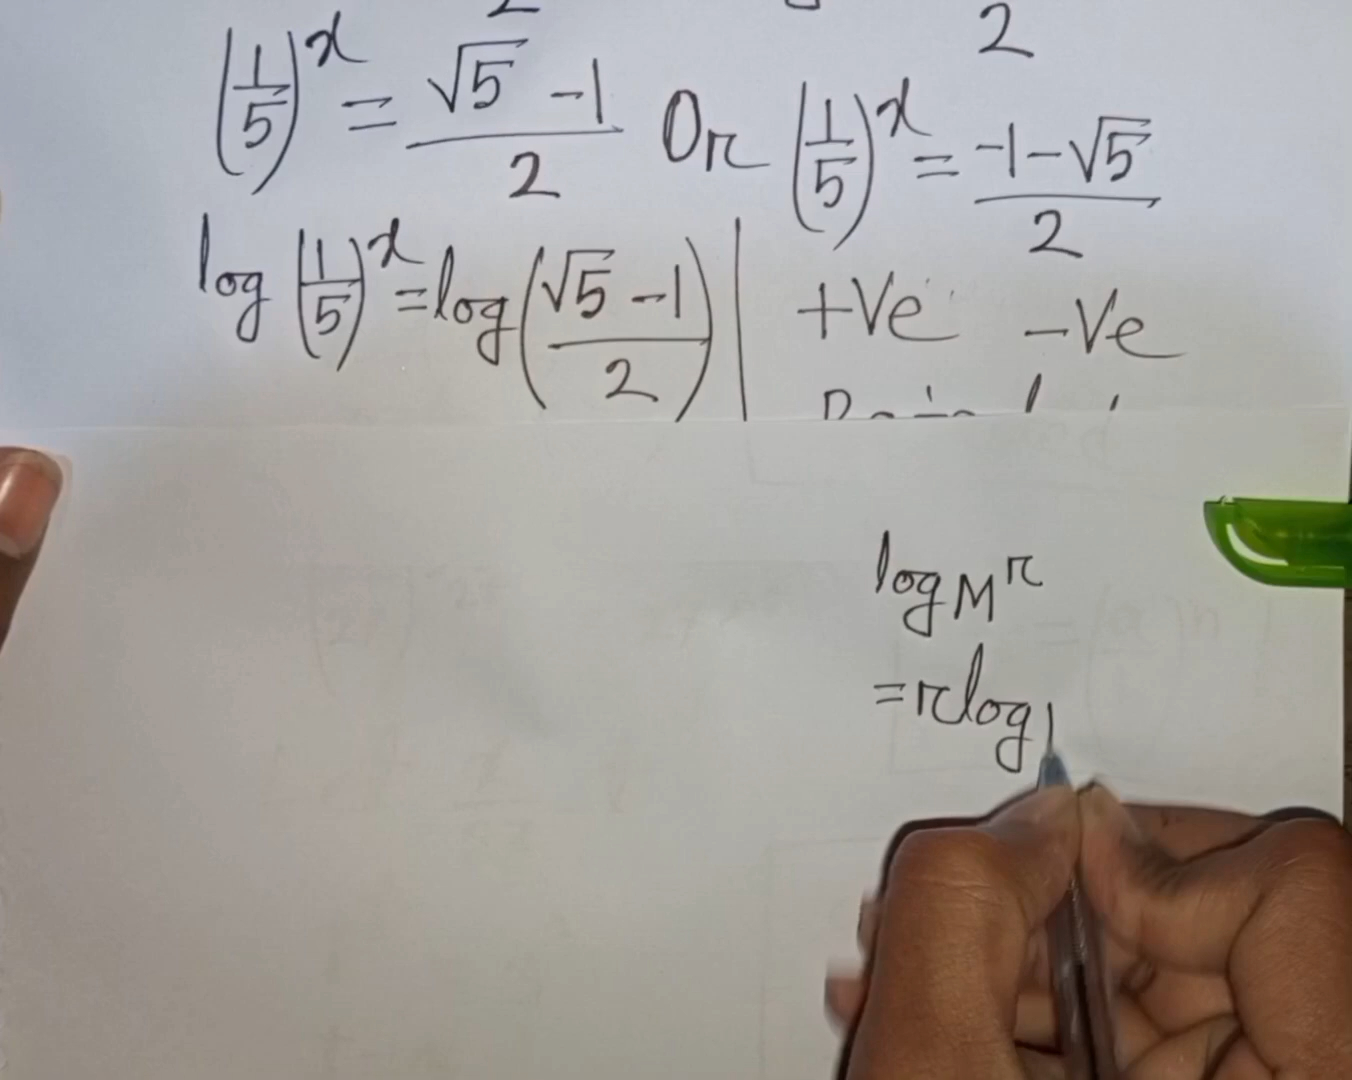 2
(1/5)^x = (√5 -1)/2 Or (1/5)^x = (-1-√5)/2
log (1/5)^x = log((√5 -1)/2) | +Ve -Ve
log M^r
= r log